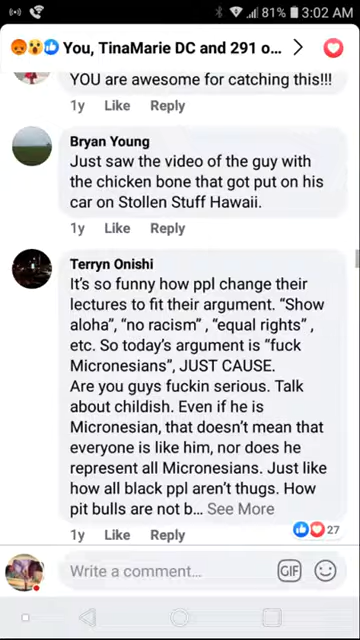 81% 3:02 AM
You, TinaMarie DC and 291 o...
YOU are awesome for catching this!!!
1y Like Reply
Bryan Young
Just saw the video of the guy with
the chicken bone that got put on his
car on Stollen Stuff Hawaii.
1y Like Reply
Terryn Onishi
It's so funny how ppl change their
lectures to fit their argument. “Show
aloha”, “no racism” , “equal rights” ,
etc. So today's argument is “fuck
Micronesians”, JUST CAUSE.
Are you guys fuckin serious. Talk
about childish. Even if he is
Micronesian, that doesn't mean that
everyone is like him, nor does he
represent all Micronesians. Just like
how all black ppl aren't thugs. How
pit bulls are not b... See More
27
1y Like Reply
Write a comment...
GIF